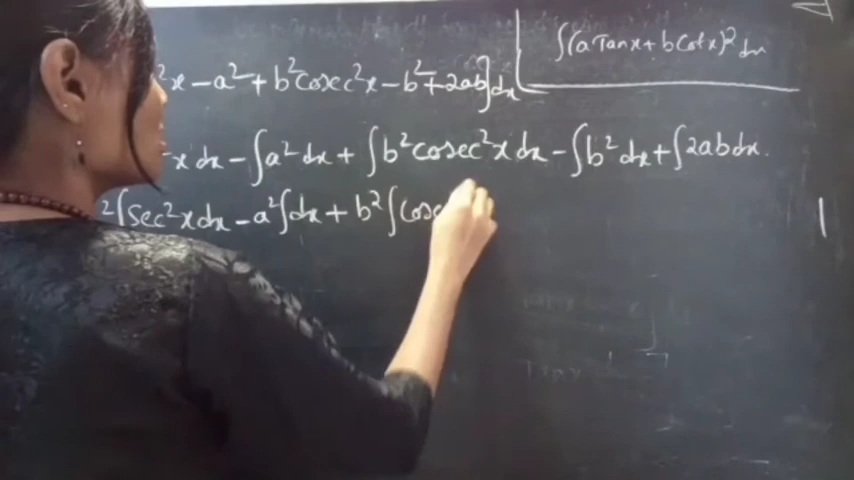 ∫(a Tanx + b Cotx)² dx
²x – a² + b²cosec²x – b² + 2ab]dx
x dx – ∫a² dx + ∫b² cosec²x dx – ∫b² dx + ∫2ab dx.
²∫sec²x dx – a²∫dx + b²∫cosec